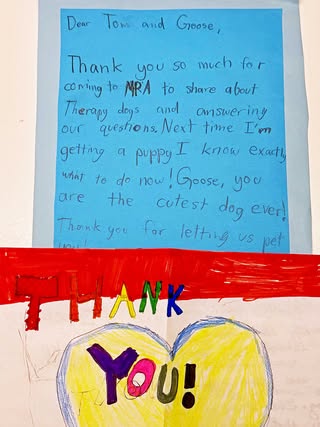 Dear Tom and Goose,
Thank you so much for
coming to MRA to share about
Therapy dogs and answering
our questions. Next time I'm
getting a puppy I know exactly
what to do now! Goose, you
are the cutest dog ever!
Thank you for letting us pet
THANK
YOU!